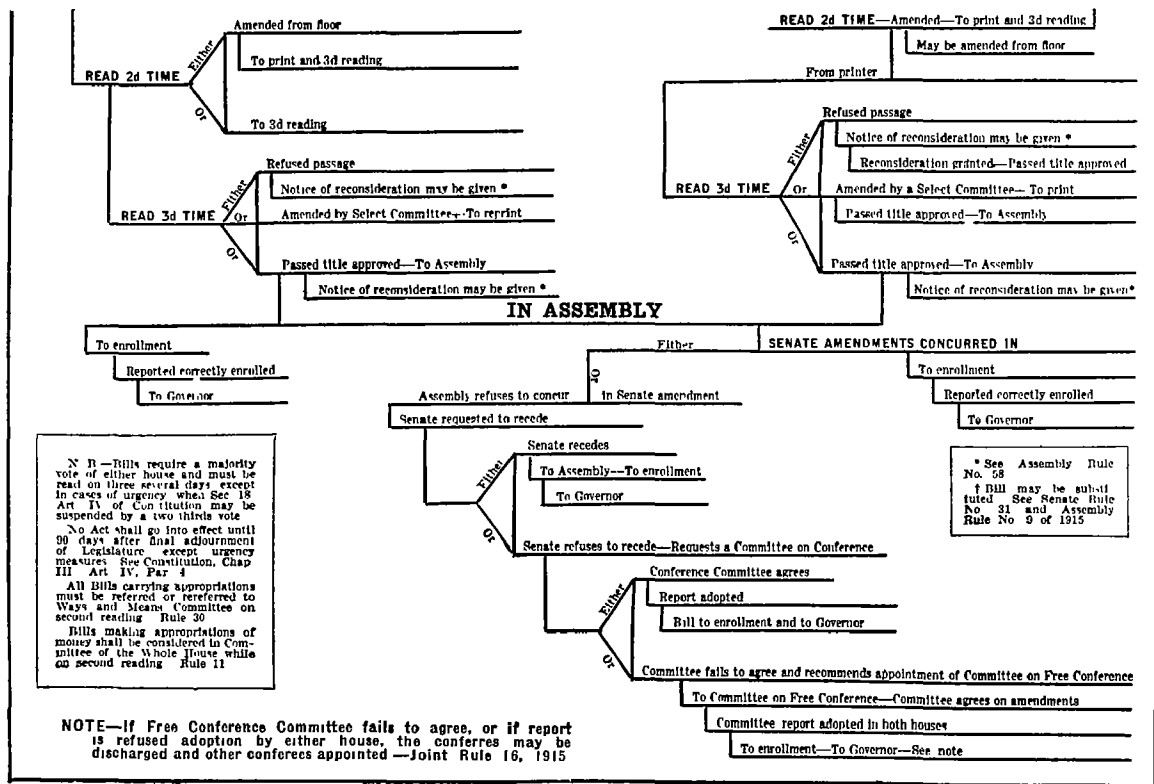 Amended from floor
To print and 3d reading
Either
READ 2d TIME
Or
To 3d reading
Refused passage
Notice of reconsideration may be given *
Either
READ 3d TIME
Or
Amended by Select Committee—To reprint
Or
Passed title approved—To Assembly
Notice of reconsideration may be given *
READ 2d TIME—Amended—To print and 3d reading
May be amended from floor
From printer
Refused passage
Notice of reconsideration may be given *
Reconsideration granted—Passed title approved
Either
READ 3d TIME
Or
Amended by a Select Committee—To print
Passed title approved—To Assembly
Or
Passed title approved—To Assembly
Notice of reconsideration may be given*
IN ASSEMBLY
To enrollment
Reported correctly enrolled
To Governor
Either
SENATE AMENDMENTS CONCURRED IN
To enrollment
Reported correctly enrolled
To Governor
Or
Assembly refuses to concur
in Senate amendment
Senate requested to recede
Senate recedes
Either
To Assembly—To enrollment
To Governor
Or
Senate refuses to recede—Requests a Committee on Conference
Conference Committee agrees
Either
Report adopted
Bill to enrollment and to Governor
Or
Committee fails to agree and recommends appointment of Committee on Free Conference
To Committee on Free Conference—Committee agrees on amendments
Committee report adopted in both houses
To enrollment—To Governor—See note
N B—Bills require a majority
vote of either house and must be
read on three several days except
in cases of urgency when Sec 18
Art IV of Constitution may be
suspended by a two thirds vote
No Act shall go into effect until
90 days after final adjournment
of Legislature except urgency
measures See Constitution, Chap
III Art IV, Par 4
All Bills carrying appropriations
must be referred or rereferred to
Ways and Means Committee on
second reading Rule 30
Bills making appropriations of
money shall be considered in Com-
mittee of the Whole House while
on second reading Rule 11
* See Assembly Rule
No. 58
† Bill may be substi
tuted See Senate Rule
No 31 and Assembly
Rule No 9 of 1915
NOTE—If Free Conference Committee fails to agree, or if report
is refused adoption by either house, the conferres may be
discharged and other conferees appointed—Joint Rule 16, 1915